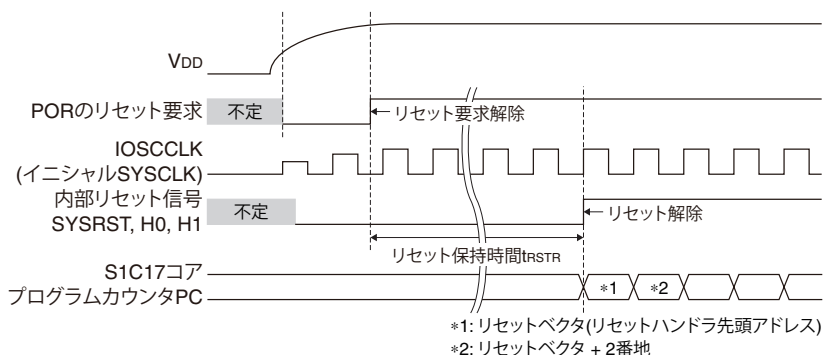 VDD
PORのリセット要求
不定
リセット要求解除
IOSCCLK
(イニシャルSYSCLK)
内部リセット信号
SYSRST, H0, H1
不定
リセット解除
リセット保持時間tRSTR
S1C17コア
プログラムカウンタPC
*1
*2
*1: リセットベクタ(リセットハンドラ先頭アドレス)
*2: リセットベクタ + 2番地